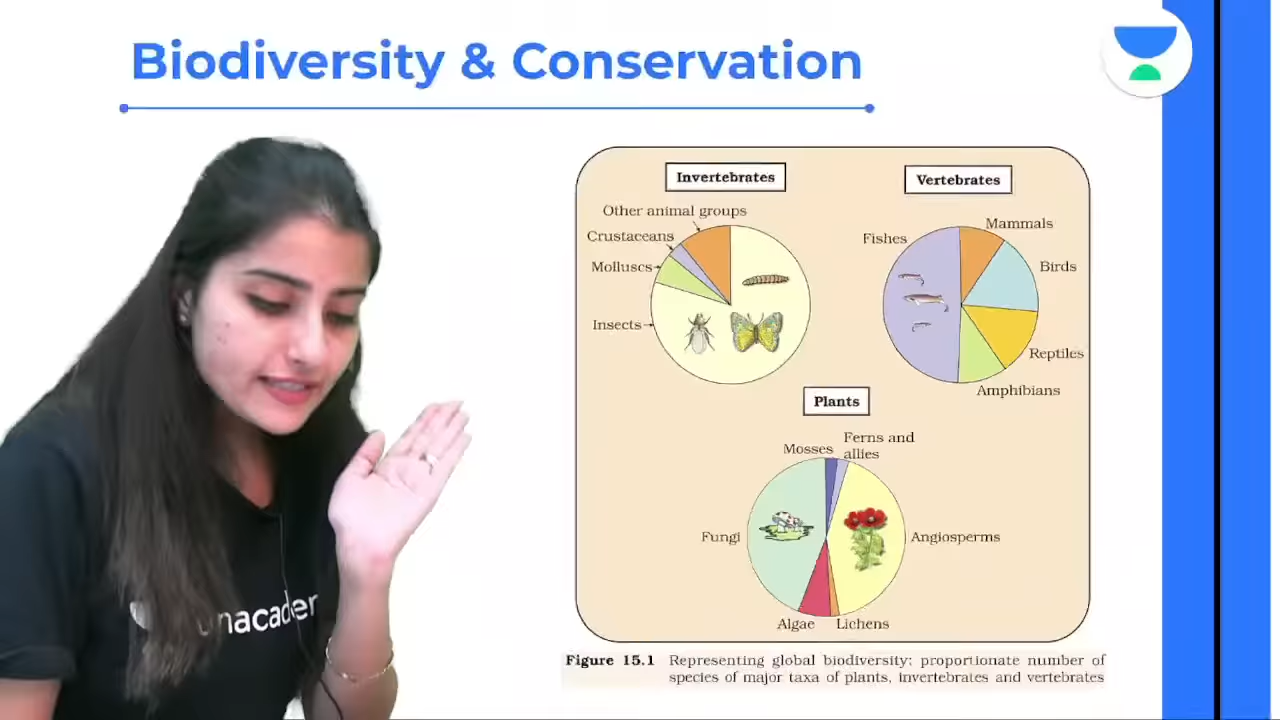 Biodiversity & Conservation
Invertebrates
Other animal groups
Crustaceans
Molluscs
Insects
Vertebrates
Fishes
Mammals
Birds
Reptiles
Amphibians
Plants
Mosses
Ferns and
allies
Fungi
Angiosperms
Algae
Lichens
Figure 15.1 Representing global biodiversity: proportionate number of
species of major taxa of plants, invertebrates and vertebrates